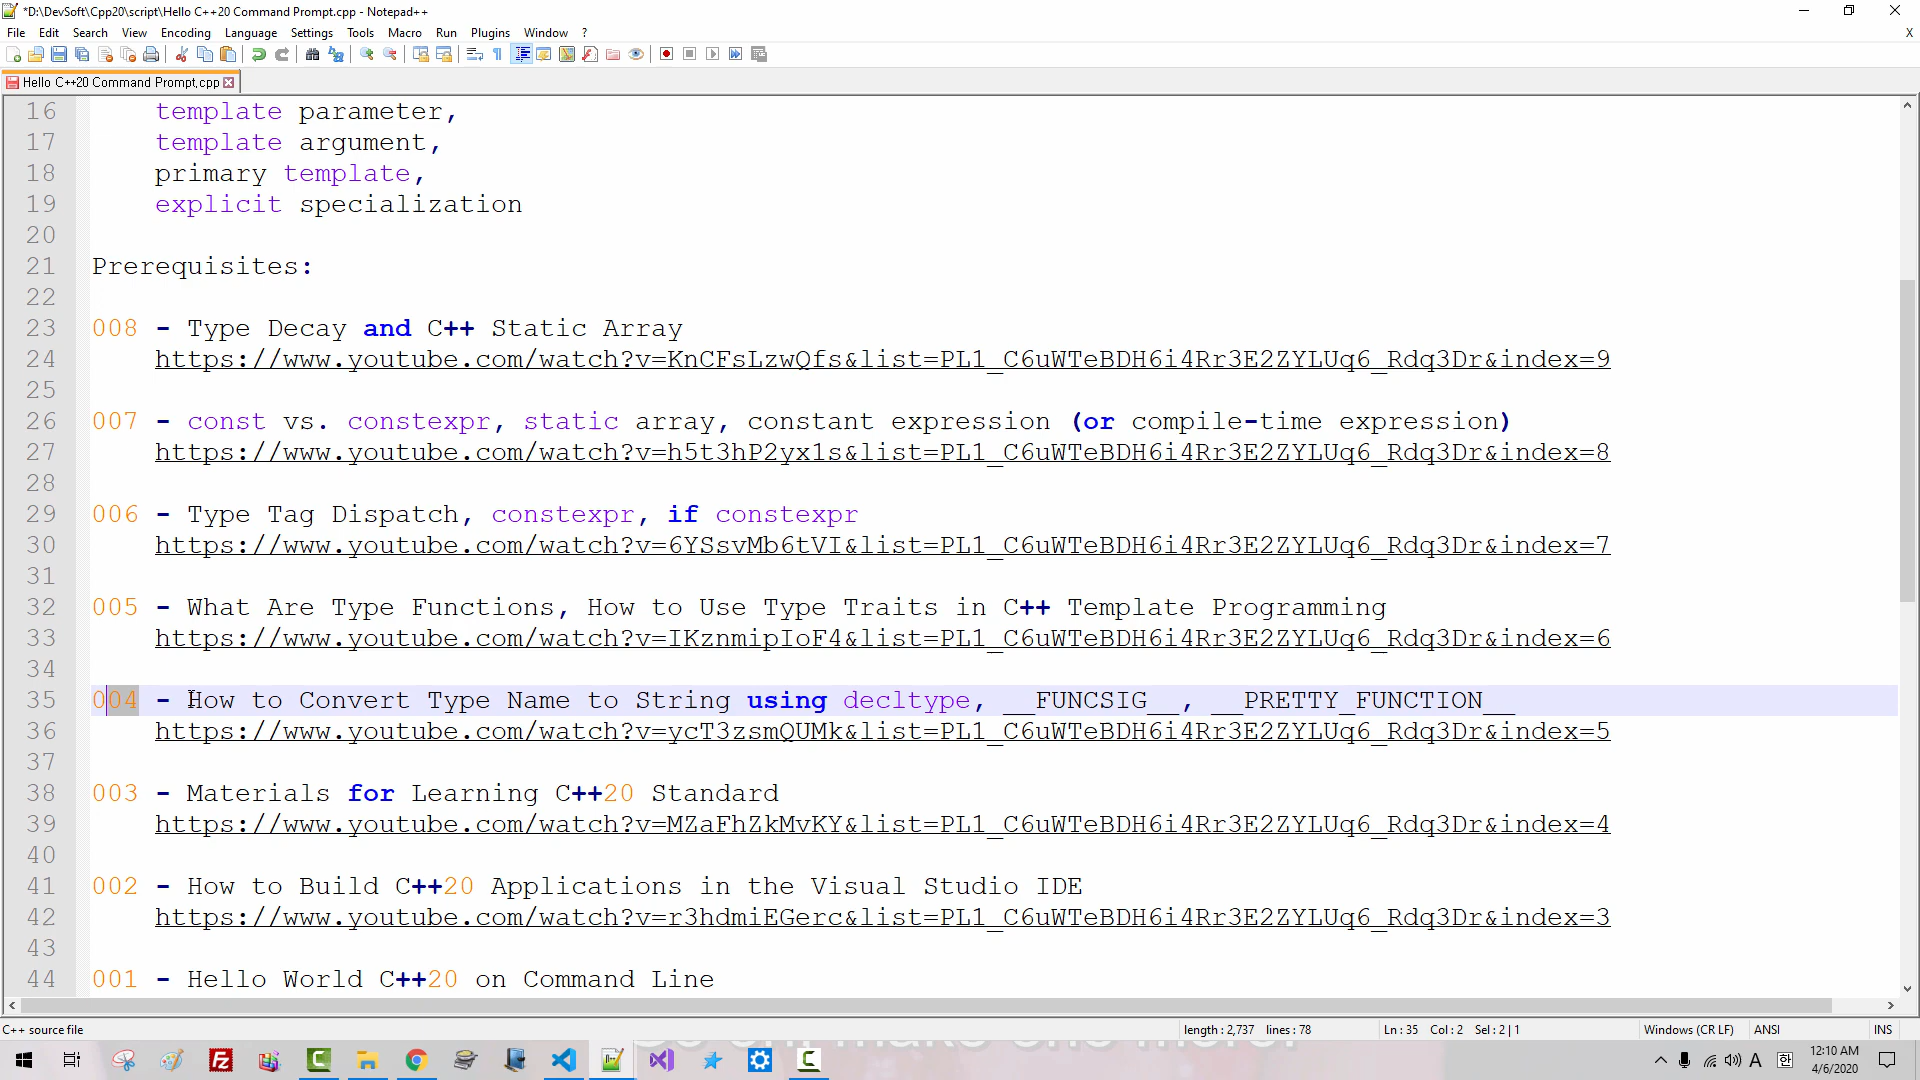 *D:\DevSoft\Cpp20\script\Hello C++20 Command Prompt.cpp - Notepad++
File Edit Search View Encoding Language Settings Tools Macro Run Plugins Window ? X
Hello C++20 Command Prompt.cpp
16 template parameter,
17 template argument,
18 primary template,
19 explicit specialization
20
21 Prerequisites:
22
23 008 - Type Decay and C++ Static Array
24 https://www.youtube.com/watch?v=KnCFsLzwQfs&list=PL1_C6uWTeBDH6i4Rr3E2ZYLUq6_Rdq3Dr&index=9
25
26 007 - const vs. constexpr, static array, constant expression (or compile-time expression)
27 https://www.youtube.com/watch?v=h5t3hP2yx1s&list=PL1_C6uWTeBDH6i4Rr3E2ZYLUq6_Rdq3Dr&index=8
28
29 006 - Type Tag Dispatch, constexpr, if constexpr
30 https://www.youtube.com/watch?v=6YSsvMb6tVI&list=PL1_C6uWTeBDH6i4Rr3E2ZYLUq6_Rdq3Dr&index=7
31
32 005 - What Are Type Functions, How to Use Type Traits in C++ Template Programming
33 https://www.youtube.com/watch?v=IKznmipIoF4&list=PL1_C6uWTeBDH6i4Rr3E2ZYLUq6_Rdq3Dr&index=6
34
35 004 - How to Convert Type Name to String using decltype, __FUNCSIG__, __PRETTY_FUNCTION__
36 https://www.youtube.com/watch?v=ycT3zsmQUMk&list=PL1_C6uWTeBDH6i4Rr3E2ZYLUq6_Rdq3Dr&index=5
37
38 003 - Materials for Learning C++20 Standard
39 https://www.youtube.com/watch?v=MZaFhZkMvKY&list=PL1_C6uWTeBDH6i4Rr3E2ZYLUq6_Rdq3Dr&index=4
40
41 002 - How to Build C++20 Applications in the Visual Studio IDE
42 https://www.youtube.com/watch?v=r3hdmiEGerc&list=PL1_C6uWTeBDH6i4Rr3E2ZYLUq6_Rdq3Dr&index=3
43
44 001 - Hello World C++20 on Command Line
C++ source file length : 2,737 lines : 78 Ln : 35 Col : 2 Sel : 2 | 1 Windows (CR LF) ANSI INS
A 한 12:10 AM
4/6/2020